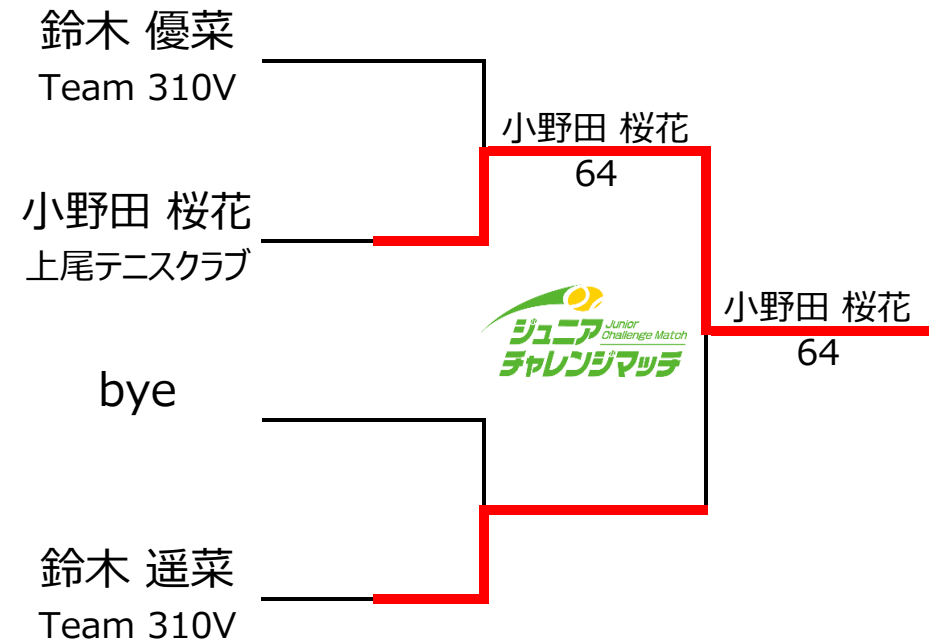 鈴木 優菜
Team 310V
小野田 桜花
64
小野田 桜花
上尾テニスクラブ
ジュニア
Junior
Challenge Match
チャレンジマッチ
小野田 桜花
64
bye
鈴木 遥菜
Team 310V